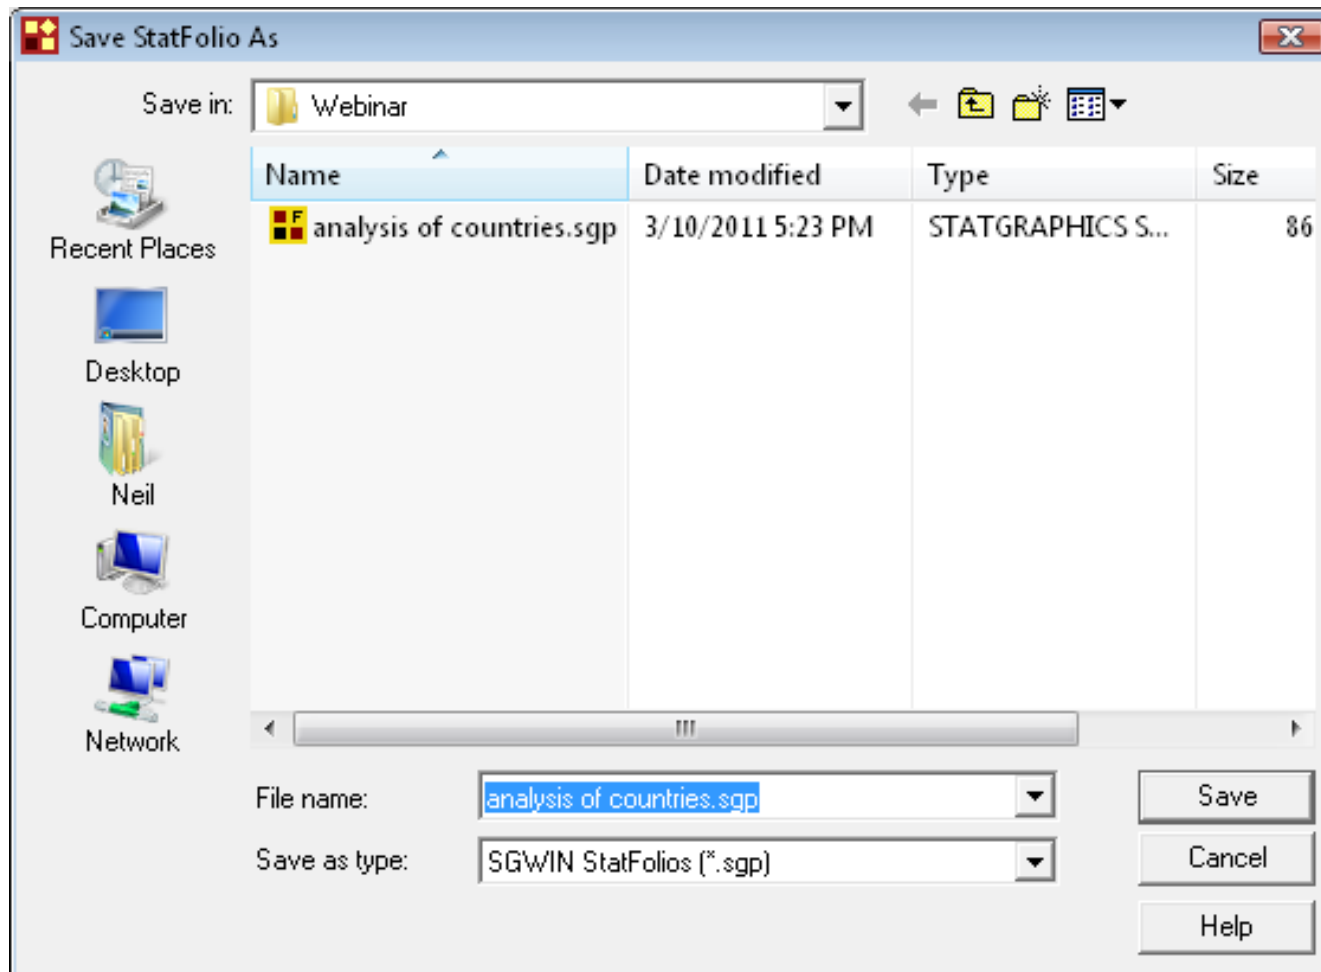 Save StatFolio As
Save in: Webinar
Name Date modified Type Size
analysis of countries.sgp 3/10/2011 5:23 PM STATGRAPHICS S... 86
Recent Places
Desktop
Neil
Computer
Network
File name: analysis of countries.sgp Save
Save as type: SGWIN StatFolios (*.sgp) Cancel
Help